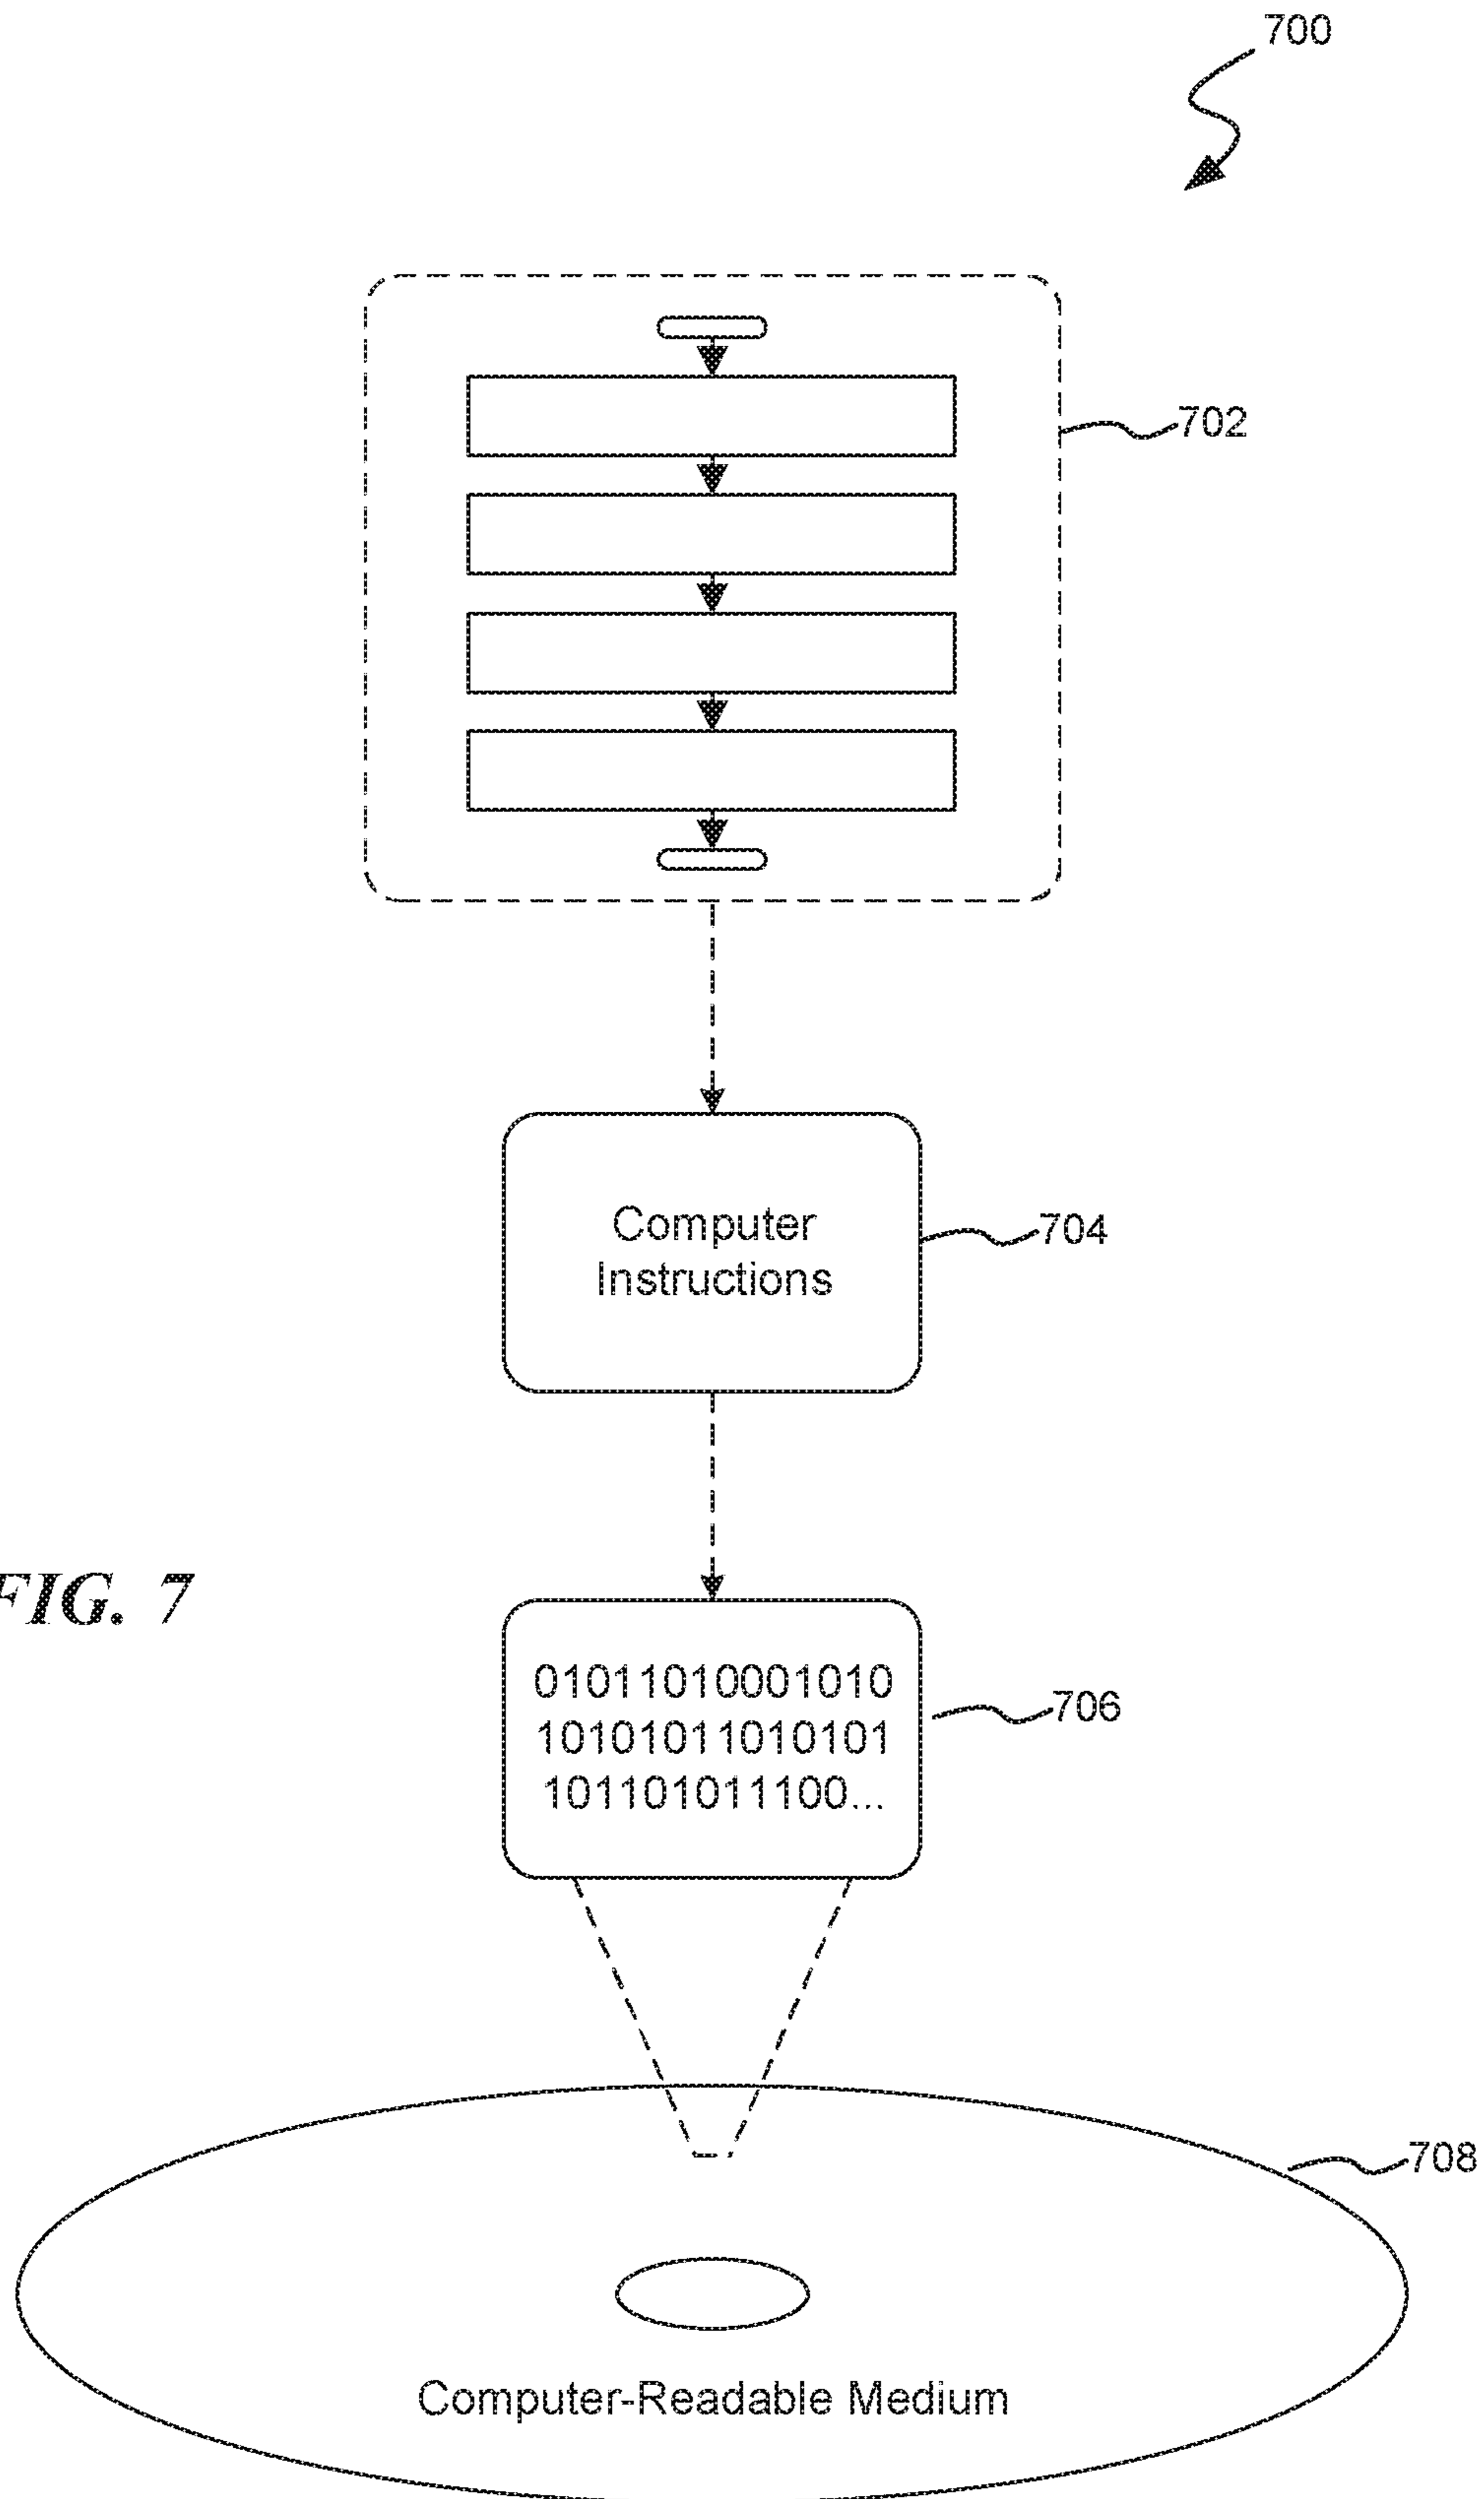 700
702
Computer
Instructions
704
FIG. 7
01011010001010
10101011010101
101101011100...
706
708
Computer-Readable Medium